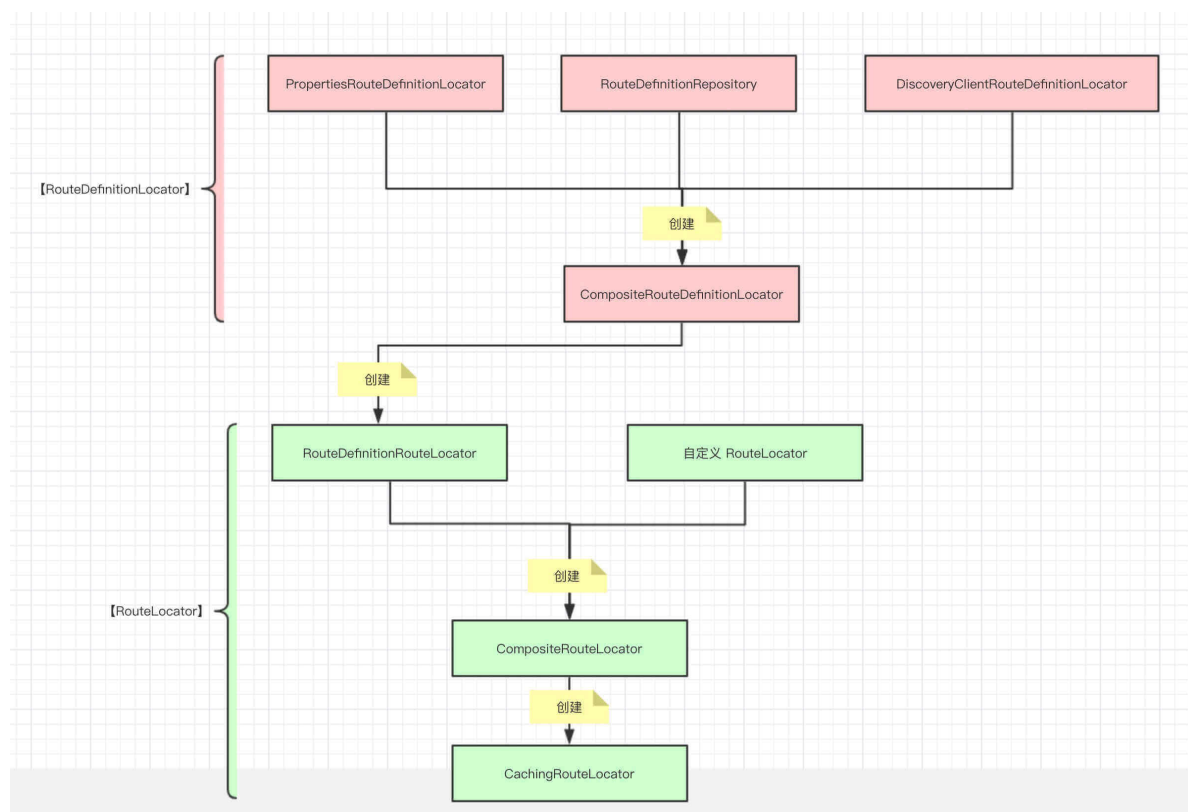 PropertiesRouteDefinitionLocator
RouteDefinitionRepository
DiscoveryClientRouteDefinitionLocator
【RouteDefinitionLocator】
创建
CompositeRouteDefinitionLocator
创建
RouteDefinitionRouteLocator
自定义 RouteLocator
创建
【RouteLocator】
CompositeRouteLocator
创建
CachingRouteLocator